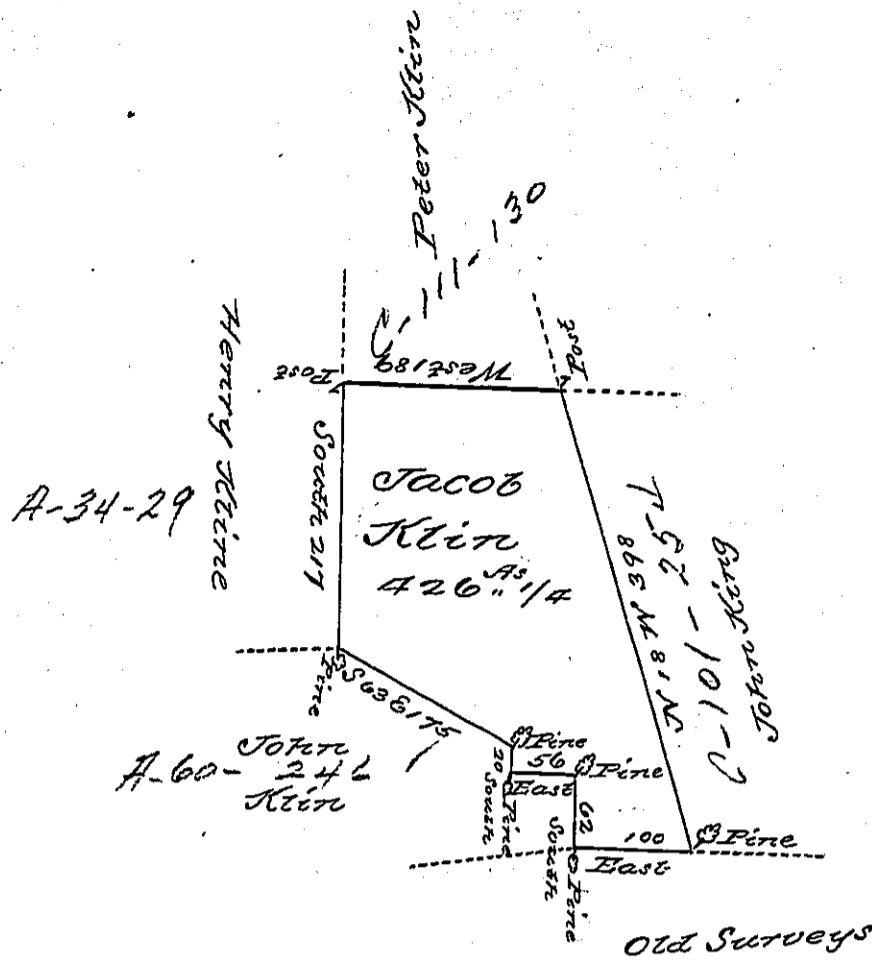 Peter Klin
C-111-130
Henry Kline
A-34-29
Post
West 189
Post
South 217
Jacob
Klin
426 As "1/4
N 18 W 398
C-101-257
John King
Pine
S 63 E 175
A-60-246
John
Klin
Pine
20
South
Pine
56
East
Pine
62
South
Pine
100
East
Pine
Old Surveys